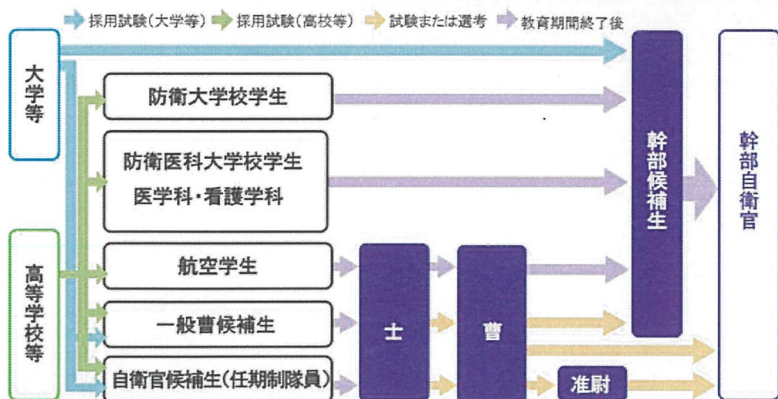 採用試験(大学等) 採用試験(高校等) 試験または選考 教育期間終了後
大学等
高等学校等
防衛大学校学生
防衛医科大学校学生
医学科・看護学科
航空学生
一般曹候補生
自衛官候補生(任期制隊員)
士
曹
准尉
幹部候補生
幹部自衛官